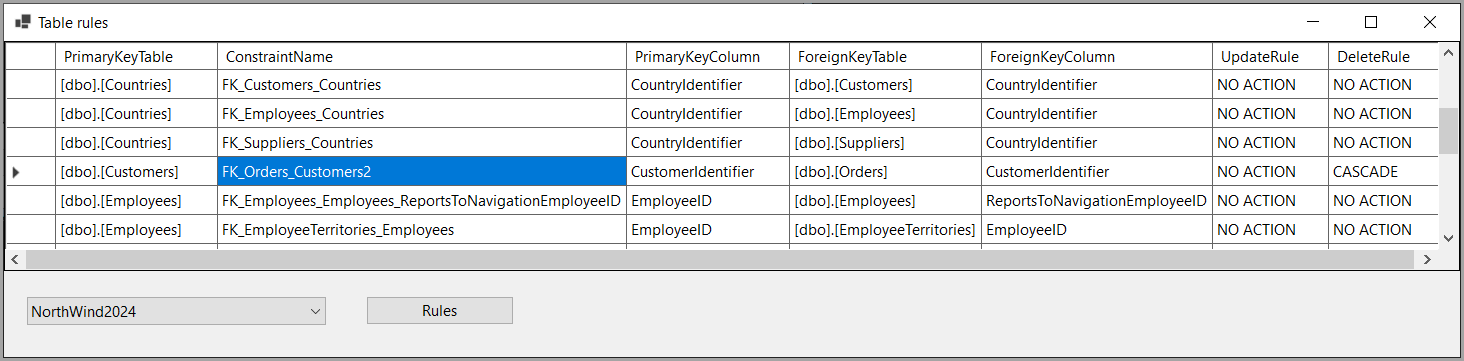 Table rules
PrimaryKeyTable ConstraintName PrimaryKeyColumn ForeignKeyTable ForeignKeyColumn UpdateRule DeleteRule
[dbo].[Countries] FK_Customers_Countries CountryIdentifier [dbo].[Customers] CountryIdentifier NO ACTION NO ACTION
[dbo].[Countries] FK_Employees_Countries CountryIdentifier [dbo].[Employees] CountryIdentifier NO ACTION NO ACTION
[dbo].[Countries] FK_Suppliers_Countries CountryIdentifier [dbo].[Suppliers] CountryIdentifier NO ACTION NO ACTION
[dbo].[Customers] FK_Orders_Customers2 CustomerIdentifier [dbo].[Orders] CustomerIdentifier NO ACTION CASCADE
[dbo].[Employees] FK_Employees_Employees_ReportsToNavigationEmployeeID EmployeeID [dbo].[Employees] ReportsToNavigationEmployeeID NO ACTION NO ACTION
[dbo].[Employees] FK_EmployeeTerritories_Employees EmployeeID [dbo].[EmployeeTerritories] EmployeeID NO ACTION NO ACTION
NorthWind2024 Rules